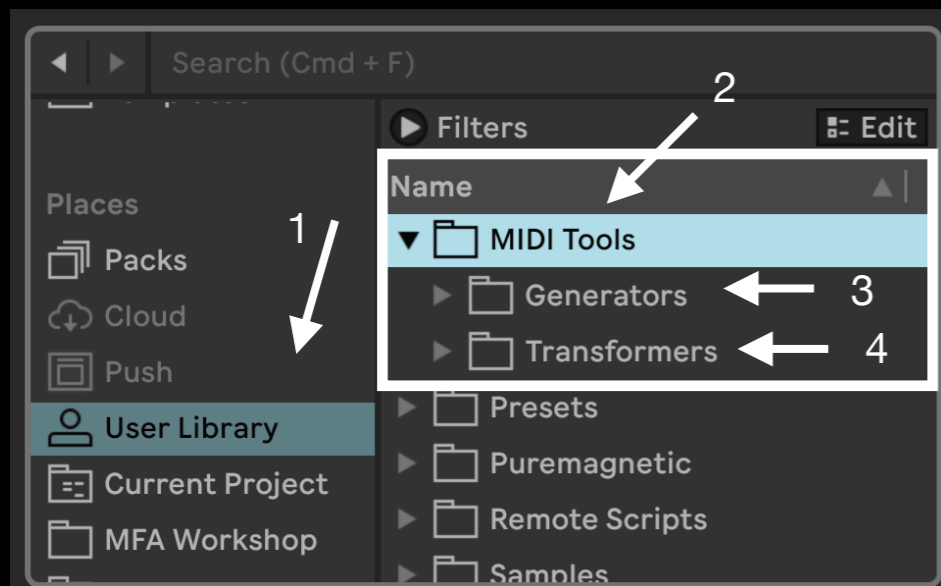 Search (Cmd + F)
2
Filters
Edit
Name
Places
1
MIDI Tools
Packs
Generators
3
Cloud
Transformers
4
Push
Presets
User Library
Puremagnetic
Current Project
Remote Scripts
MFA Workshop
Samples